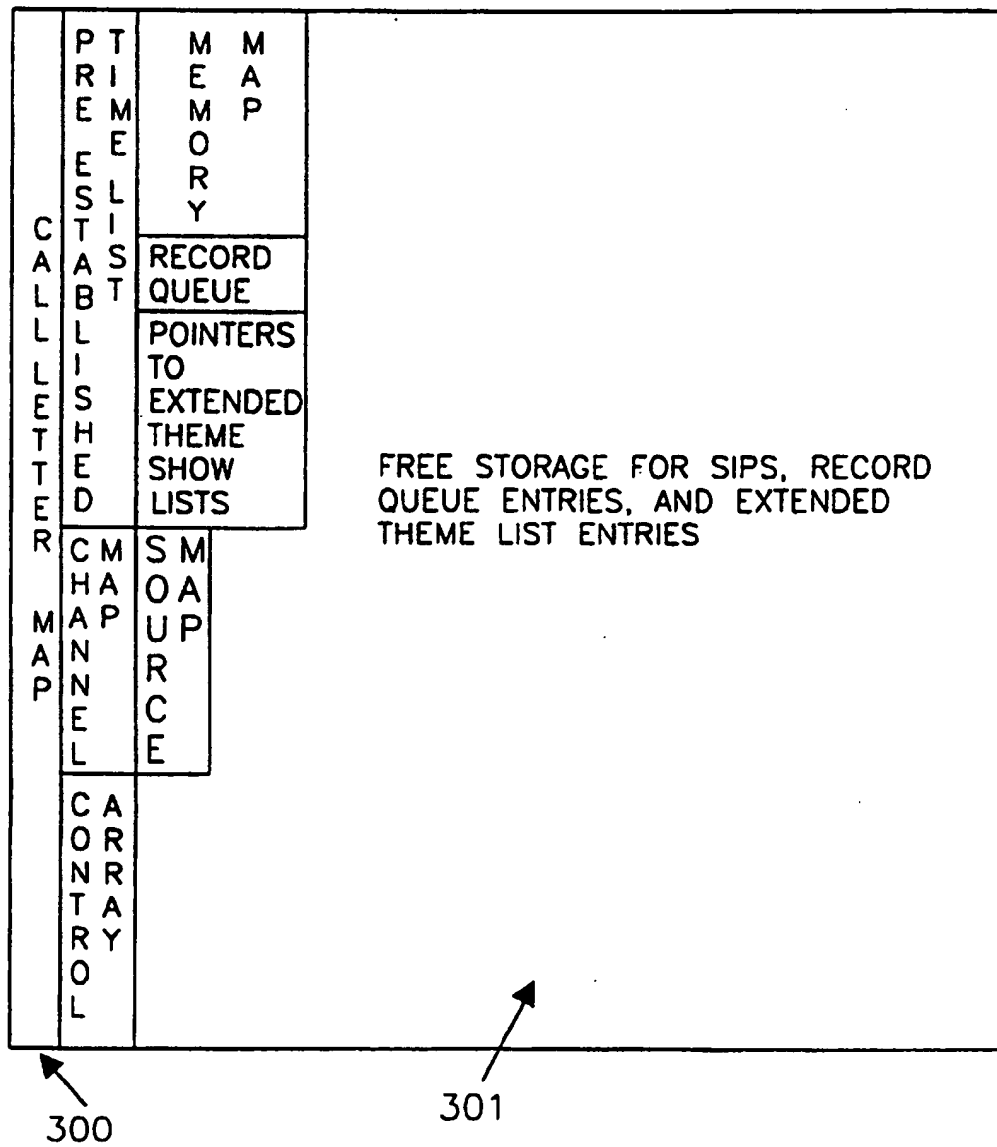 CALL LETTER MAP
PRE ESTABLISHED
TIME LIST
MEMORY
MAP
RECORD
QUEUE
POINTERS
TO
EXTENDED
THEME
SHOW
LISTS
CHANNEL
MAP
SOURCE
MAP
CONTROL
ARRAY
FREE STORAGE FOR SIPS, RECORD
QUEUE ENTRIES, AND EXTENDED
THEME LIST ENTRIES
300
301